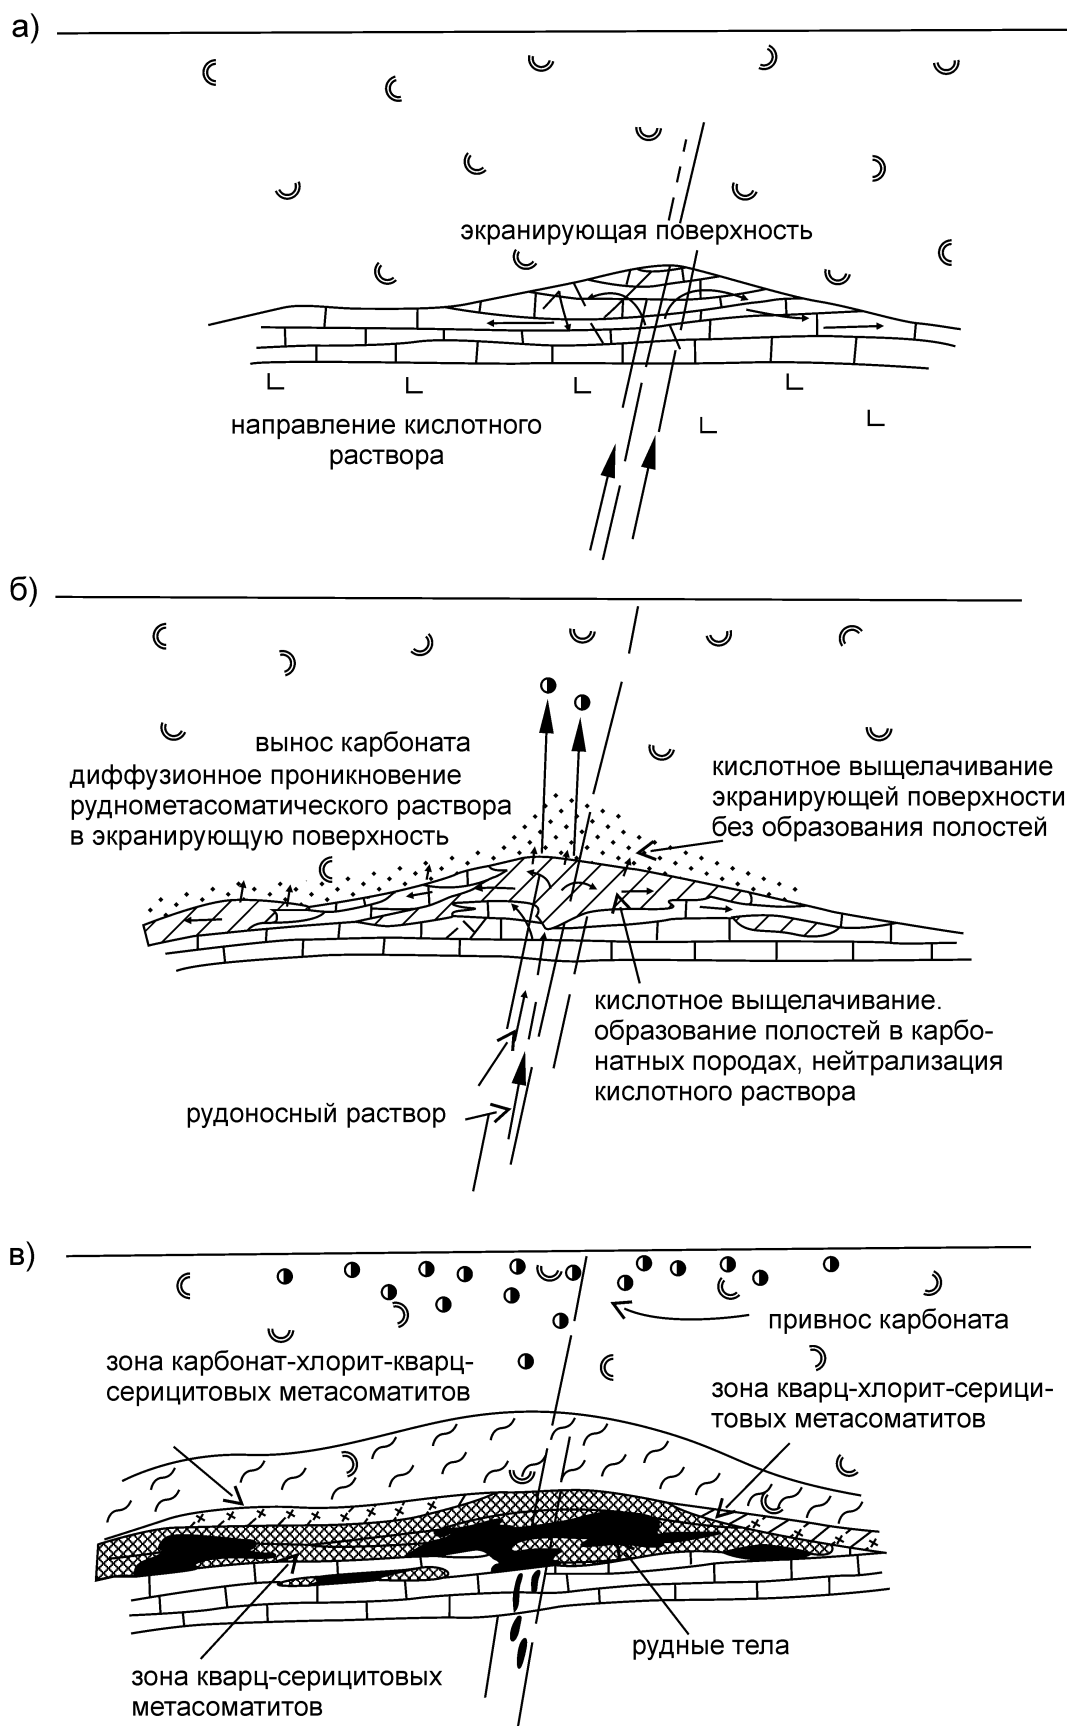 а)
экранирующая поверхность
направление кислотного
раствора
б)
вынос карбоната
диффузионное проникновение
руднометасоматического раствора
в экранирующую поверхность
кислотное выщелачивание
экранирующей поверхности
без образования полостей
кислотное выщелачивание.
образование полостей в карбо-
натных породах, нейтрализация
кислотного раствора
рудоносный раствор
в)
привнос карбоната
зона карбонат-хлорит-кварц-
серицитовых метасоматитов
зона кварц-хлорит-серици-
товых метасоматитов
рудные тела
зона кварц-серицитовых
метасоматитов